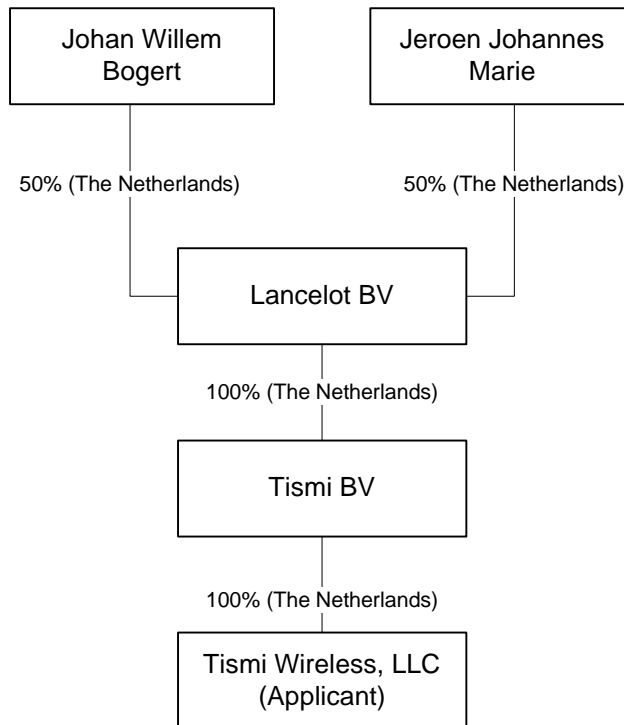 Johan Willem
Bogert
Jeroen Johannes
Marie
50% (The Netherlands)
50% (The Netherlands)
Lancelot BV
100% (The Netherlands)
Tismi BV
100% (The Netherlands)
Tismi Wireless, LLC
(Applicant)